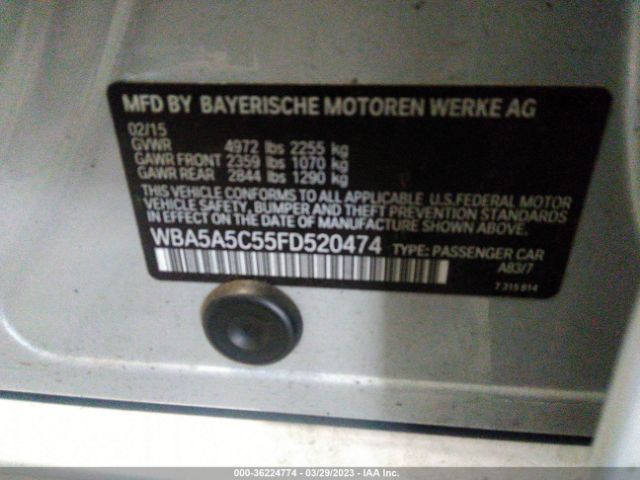 MFD BY BAYERISCHE MOTOREN WERKE AG
02/15
GVWR 4972 lbs 2255 kg
GAWR FRONT 2359 lbs 1070 kg
GAWR REAR 2844 lbs 1290 kg
THIS VEHICLE CONFORMS TO ALL APPLICABLE U.S.FEDERAL MOTOR
VEHICLE SAFETY, BUMPER AND THEFT PREVENTION STANDARDS
IN EFFECT ON THE DATE OF MANUFACTURE SHOWN ABOVE.
WBA5A5C55FD520474 TYPE: PASSENGER CAR
A83/7
7 315 814
000-36224774 - 03/29/2023 - IAA Inc.